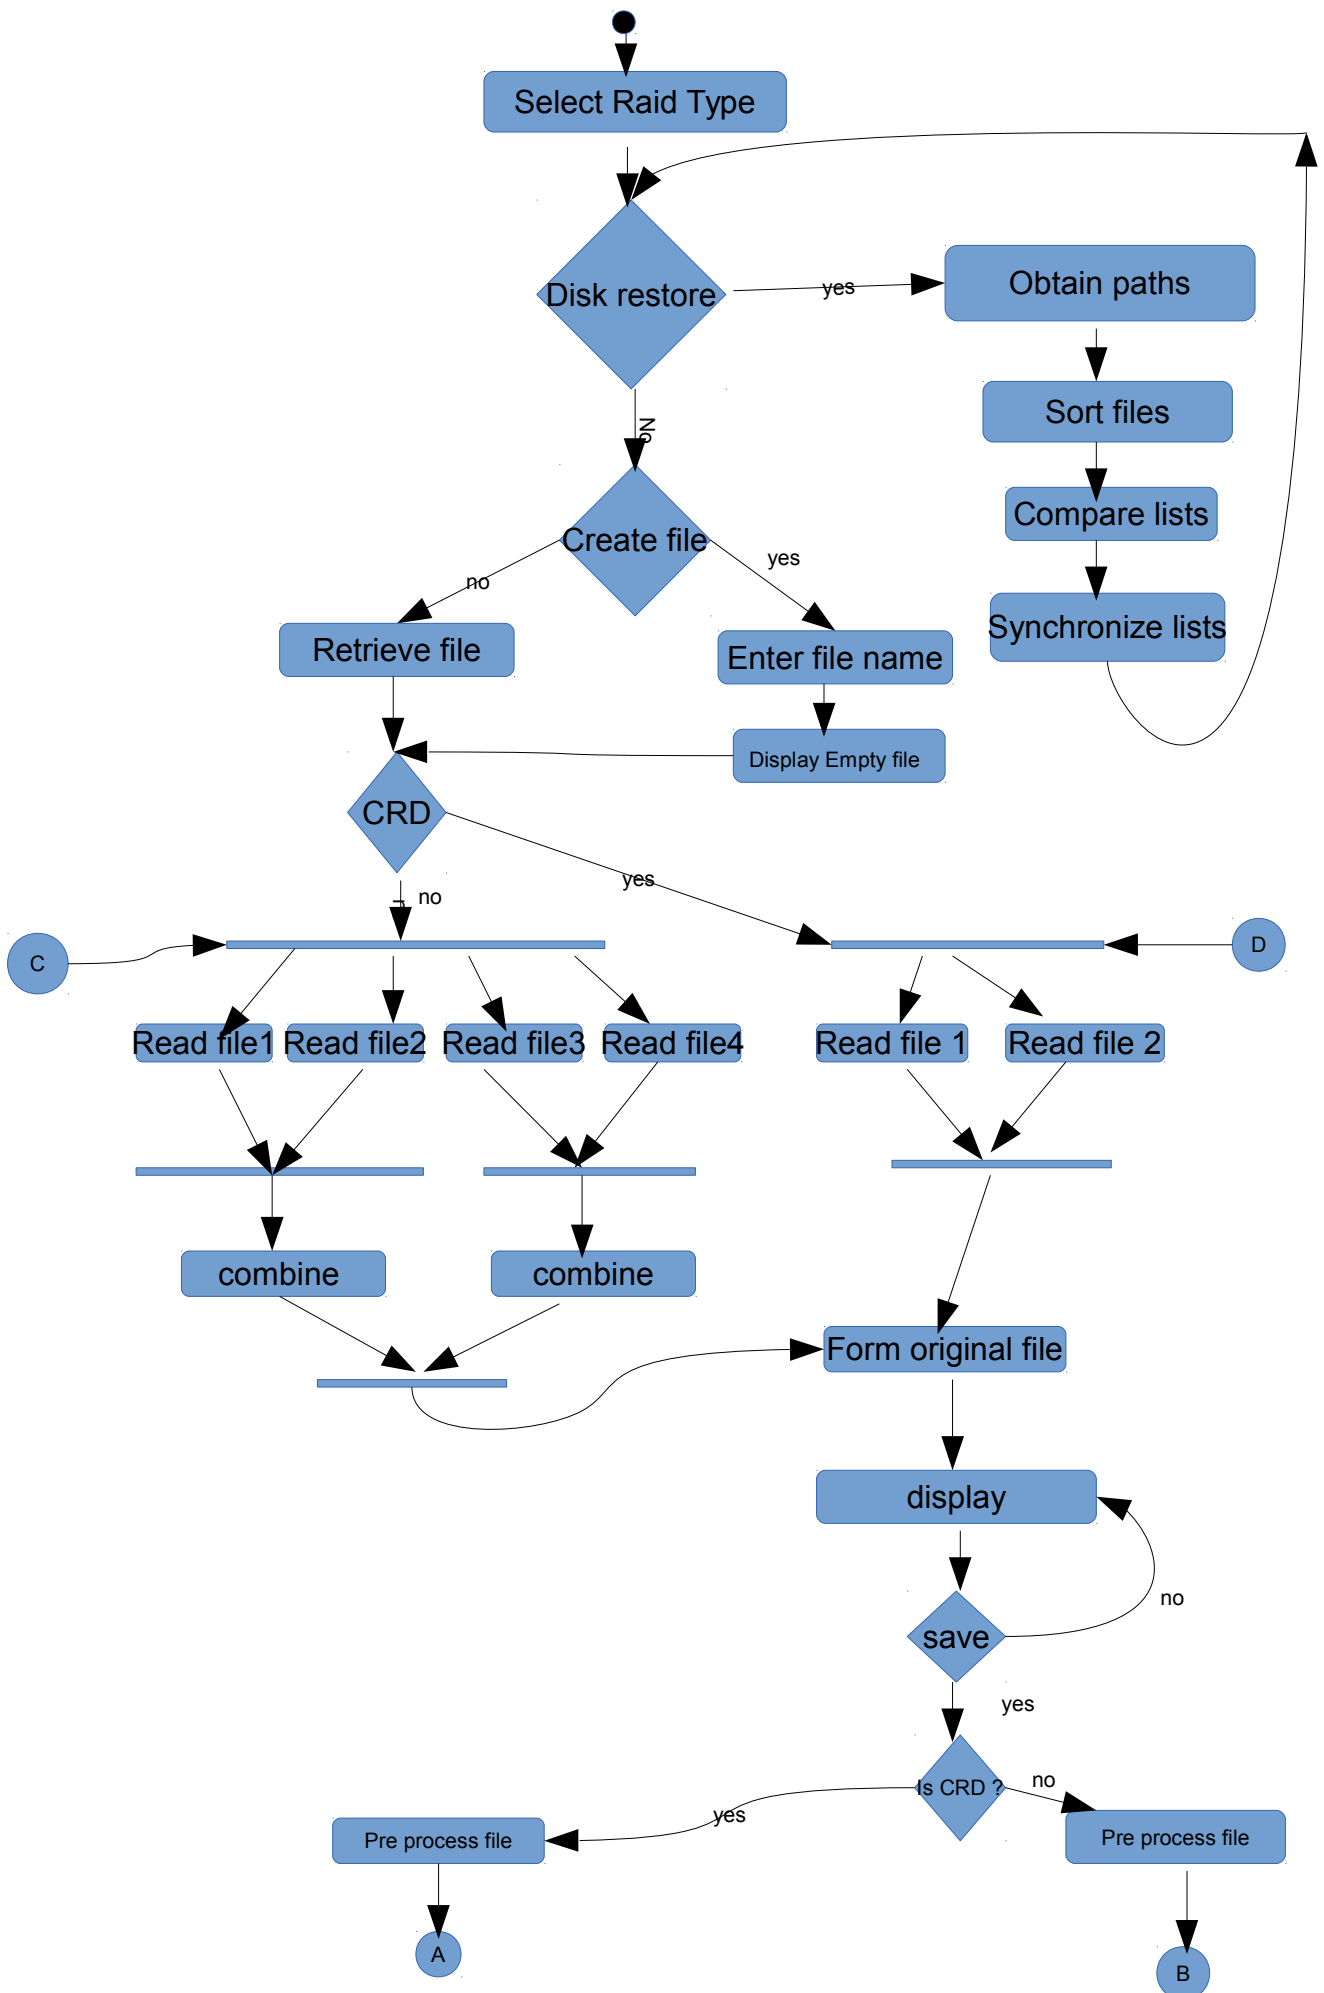 Select Raid Type
Disk restore
yes
Obtain paths
Sort files
No
Compare lists
Create file
yes
no
Synchronize lists
Retrieve file
Enter file name
Display Empty file
CRD
yes
no
C
D
Read file1
Read file2
Read file3
Read file4
Read file 1
Read file 2
combine
combine
Form original file
display
no
save
yes
Is CRD ?
no
yes
Pre process file
Pre process file
A
B